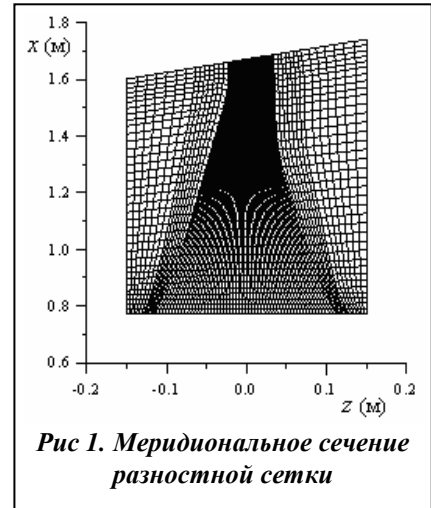 1.8
x (м)
1.6
1.4
1.2
1.0
0.8
0.6
-0.2 -0.1 0.0 0.1 0.2
z (м)
Рис 1. Меридиональное сечение
разностной сетки